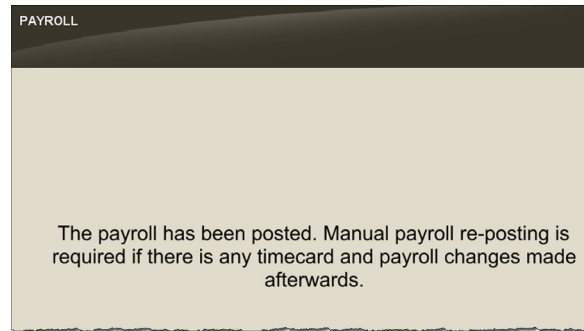 PAYROLL
The payroll has been posted. Manual payroll re-posting is
required if there is any timecard and payroll changes made
afterwards.